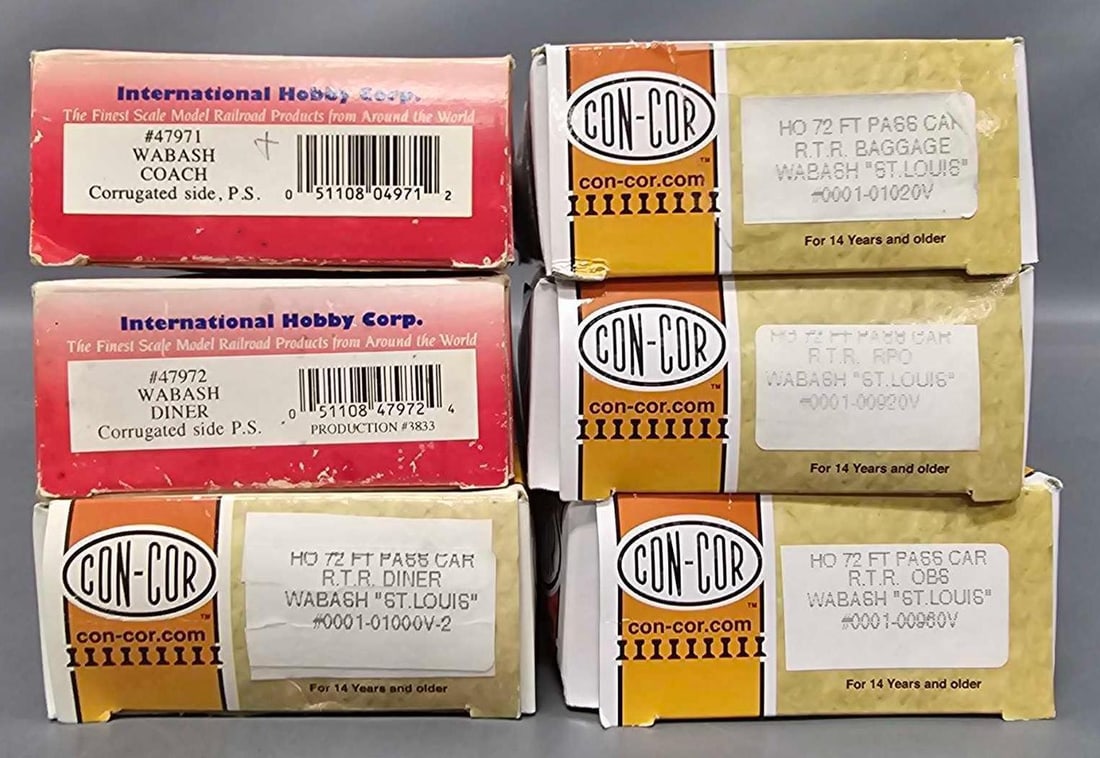 International Hobby Corp.
The Finest Scale Model Railroad Products from Around the World
#47971
WABASH
COACH
Corrugated side, P.S.
0 51108 04971 2
International Hobby Corp.
The Finest Scale Model Railroad Products from Around the World
#47972
WABASH
DINER
Corrugated side P.S.
0 51108 47972 4
PRODUCTION #3833
CON-COR
TM
con-cor.com
HO 72 FT PASS CAR
R.T.R. DINER
WABASH "ST.LOUIS"
#0001-01000V-2
For 14 Years and older
CON-COR
TM
con-cor.com
HO 72 FT PASS CAR
R.T.R. BAGGAGE
WABASH "ST.LOUIS"
#0001-01020V
For 14 Years and older
CON-COR
TM
con-cor.com
HO 72 FT PASS CAR
R.T.R. RPO
WABASH "ST.LOUIS"
#0001-00920V
For 14 Years and older
CON-COR
TM
con-cor.com
HO 72 FT PASS CAR
R.T.R. OBS
WABASH "ST.LOUIS"
#0001-00960V
For 14 Years and older